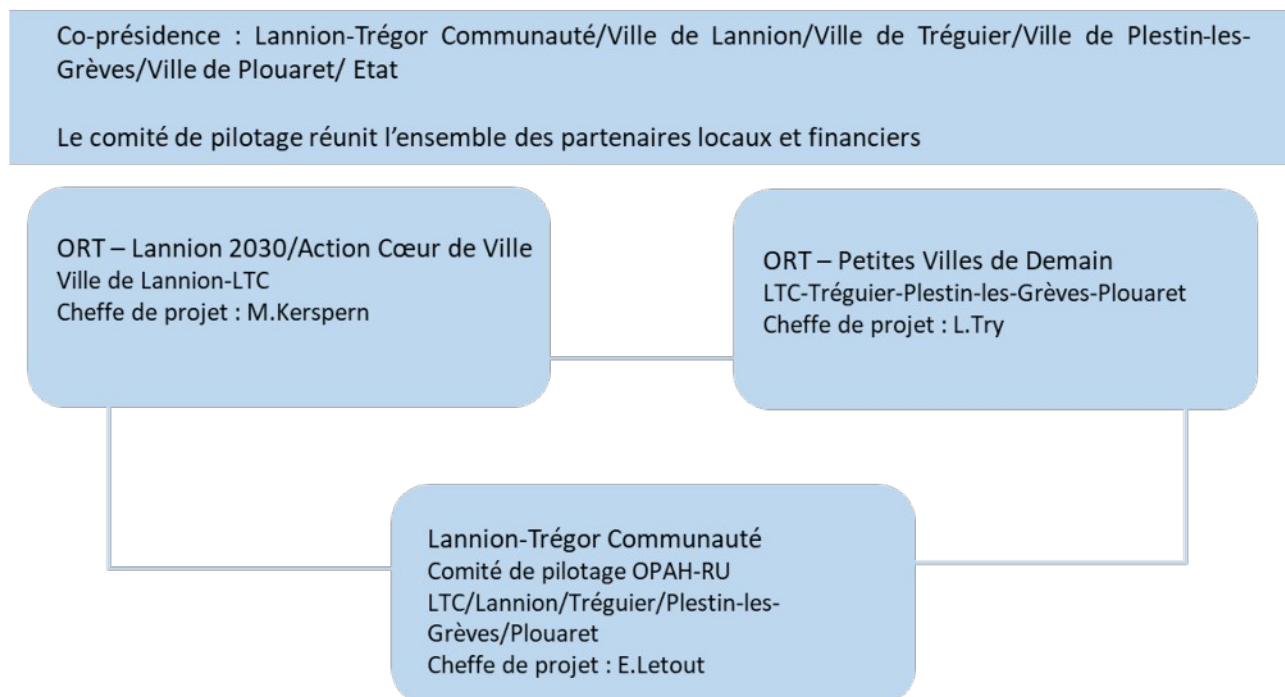 Co-présidence : Lannion-Trégor Communauté/Ville de Lannion/Ville de Tréguier/Ville de Plestin-les-
Grèves/Ville de Plouaret/ Etat
Le comité de pilotage réunit l’ensemble des partenaires locaux et financiers
ORT – Lannion 2030/Action Cœur de Ville
Ville de Lannion-LTC
Cheffe de projet : M.Kerspern
ORT – Petites Villes de Demain
LTC-Tréguier-Plestin-les-Grèves-Plouaret
Cheffe de projet : L.Try
Lannion-Trégor Communauté
Comité de pilotage OPAH-RU
LTC/Lannion/Tréguier/Plestin-les-
Grèves/Plouaret
Cheffe de projet : E.Letout